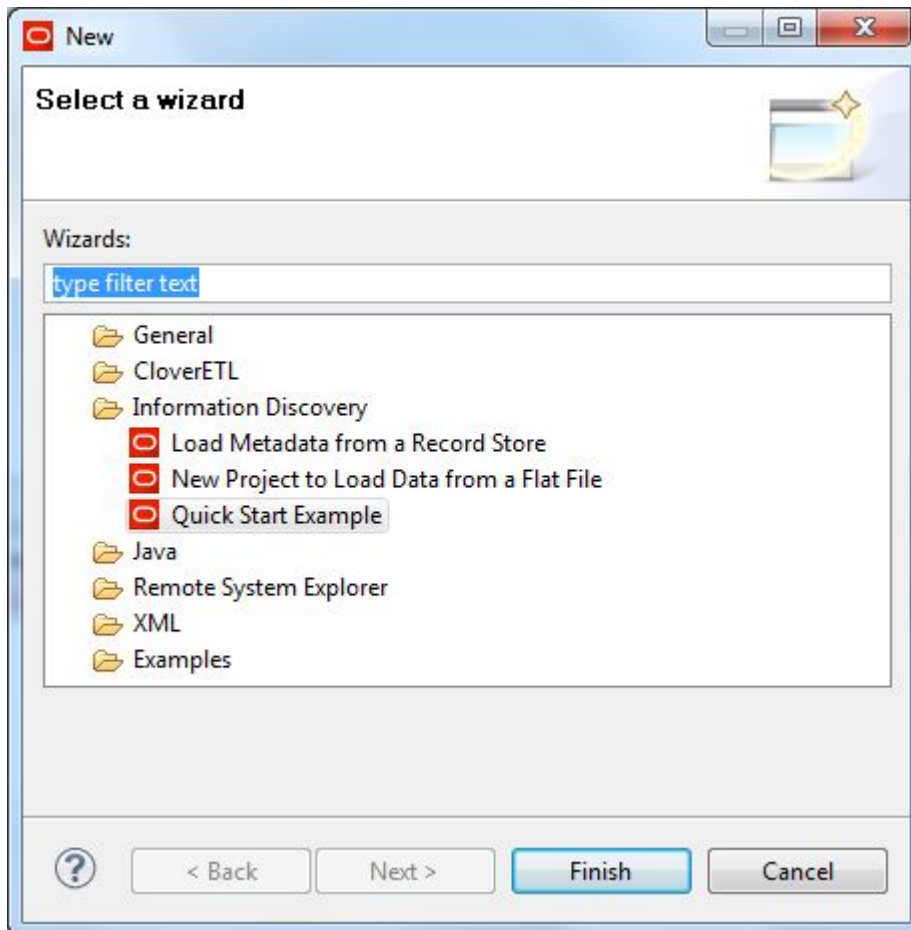 New
Select a wizard
Wizards:
type filter text
General
CloverETL
Information Discovery
Load Metadata from a Record Store
New Project to Load Data from a Flat File
Quick Start Example
Java
Remote System Explorer
XML
Examples
? < Back Next > Finish Cancel